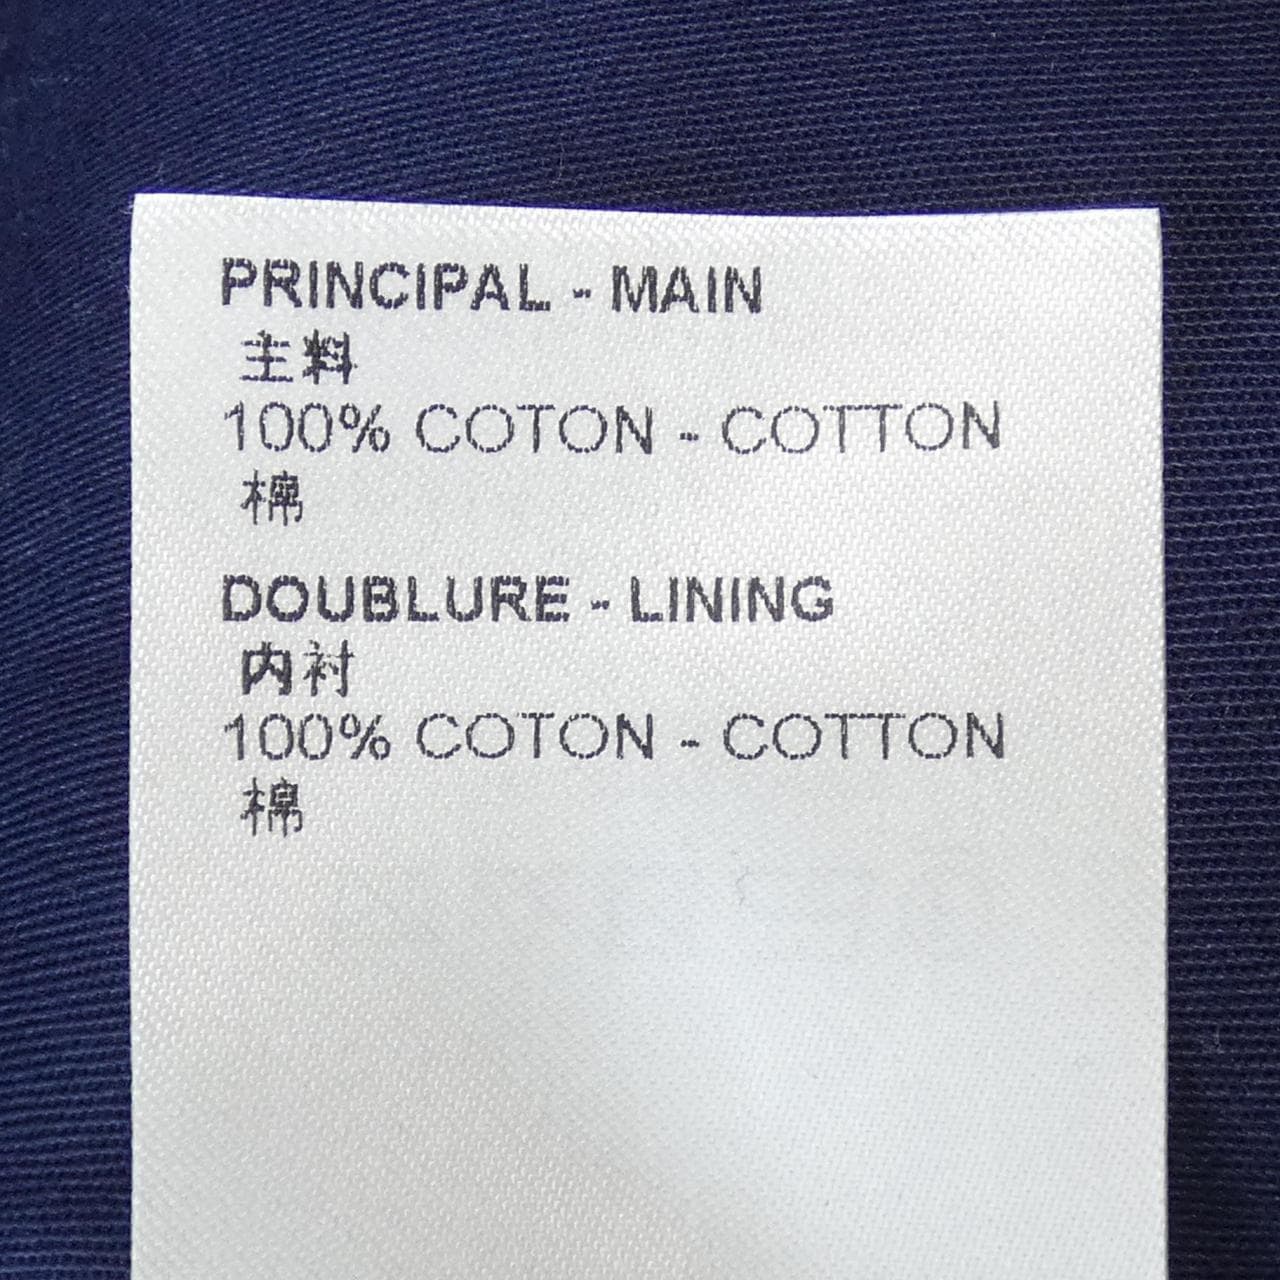 PRINCIPAL - MAIN
主料
100% COTON - COTTON
棉
DOUBLURE - LINING
内衬
100% COTON - COTTON
棉